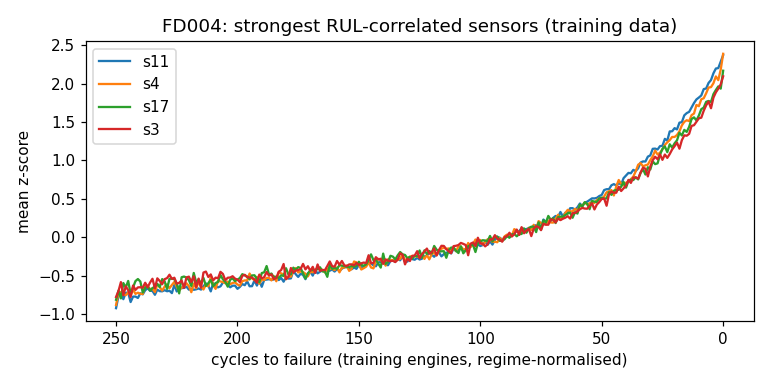 FD004: strongest RUL-correlated sensors (training data)
mean z-score
2.5
2.0
1.5
1.0
0.5
0.0
−0.5
−1.0
s11
s4
s17
s3
250
200
150
100
50
0
cycles to failure (training engines, regime-normalised)